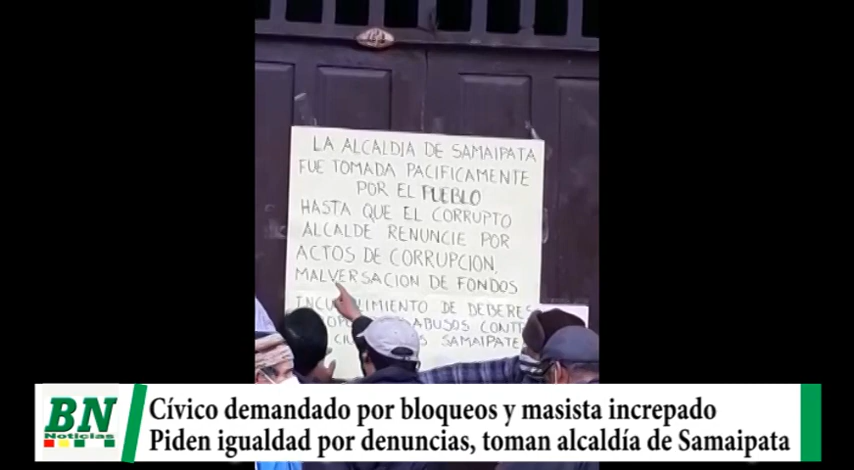 LA ALCALDIA DE SAMAIPATA
FUE TOMADA PACIFICAMENTE
POR EL PUEBLO
HASTA QUE EL CORRUPTO
ALCALDE RENUNCIE POR
ACTOS DE CORRUPCION,
MALVERSACION DE FONDOS
DE DEBERES
ABUSOS
SAMAIPATE
BN
Noticias
Cívico demandado por bloqueos y masista increpado
Piden igualdad por denuncias, toman alcaldía de Samaipata